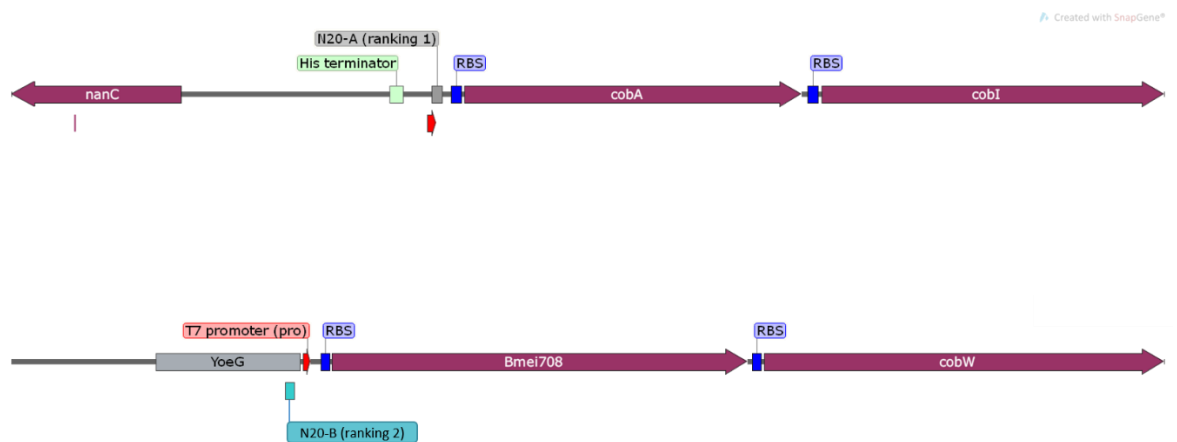 Created with SnapGene®
N20-A (ranking 1)
His terminator
RBS
RBS
nanC
cobA
cobI
T7 promoter (pro)
RBS
RBS
YoeG
Bmei708
cobW
N20-B (ranking 2)